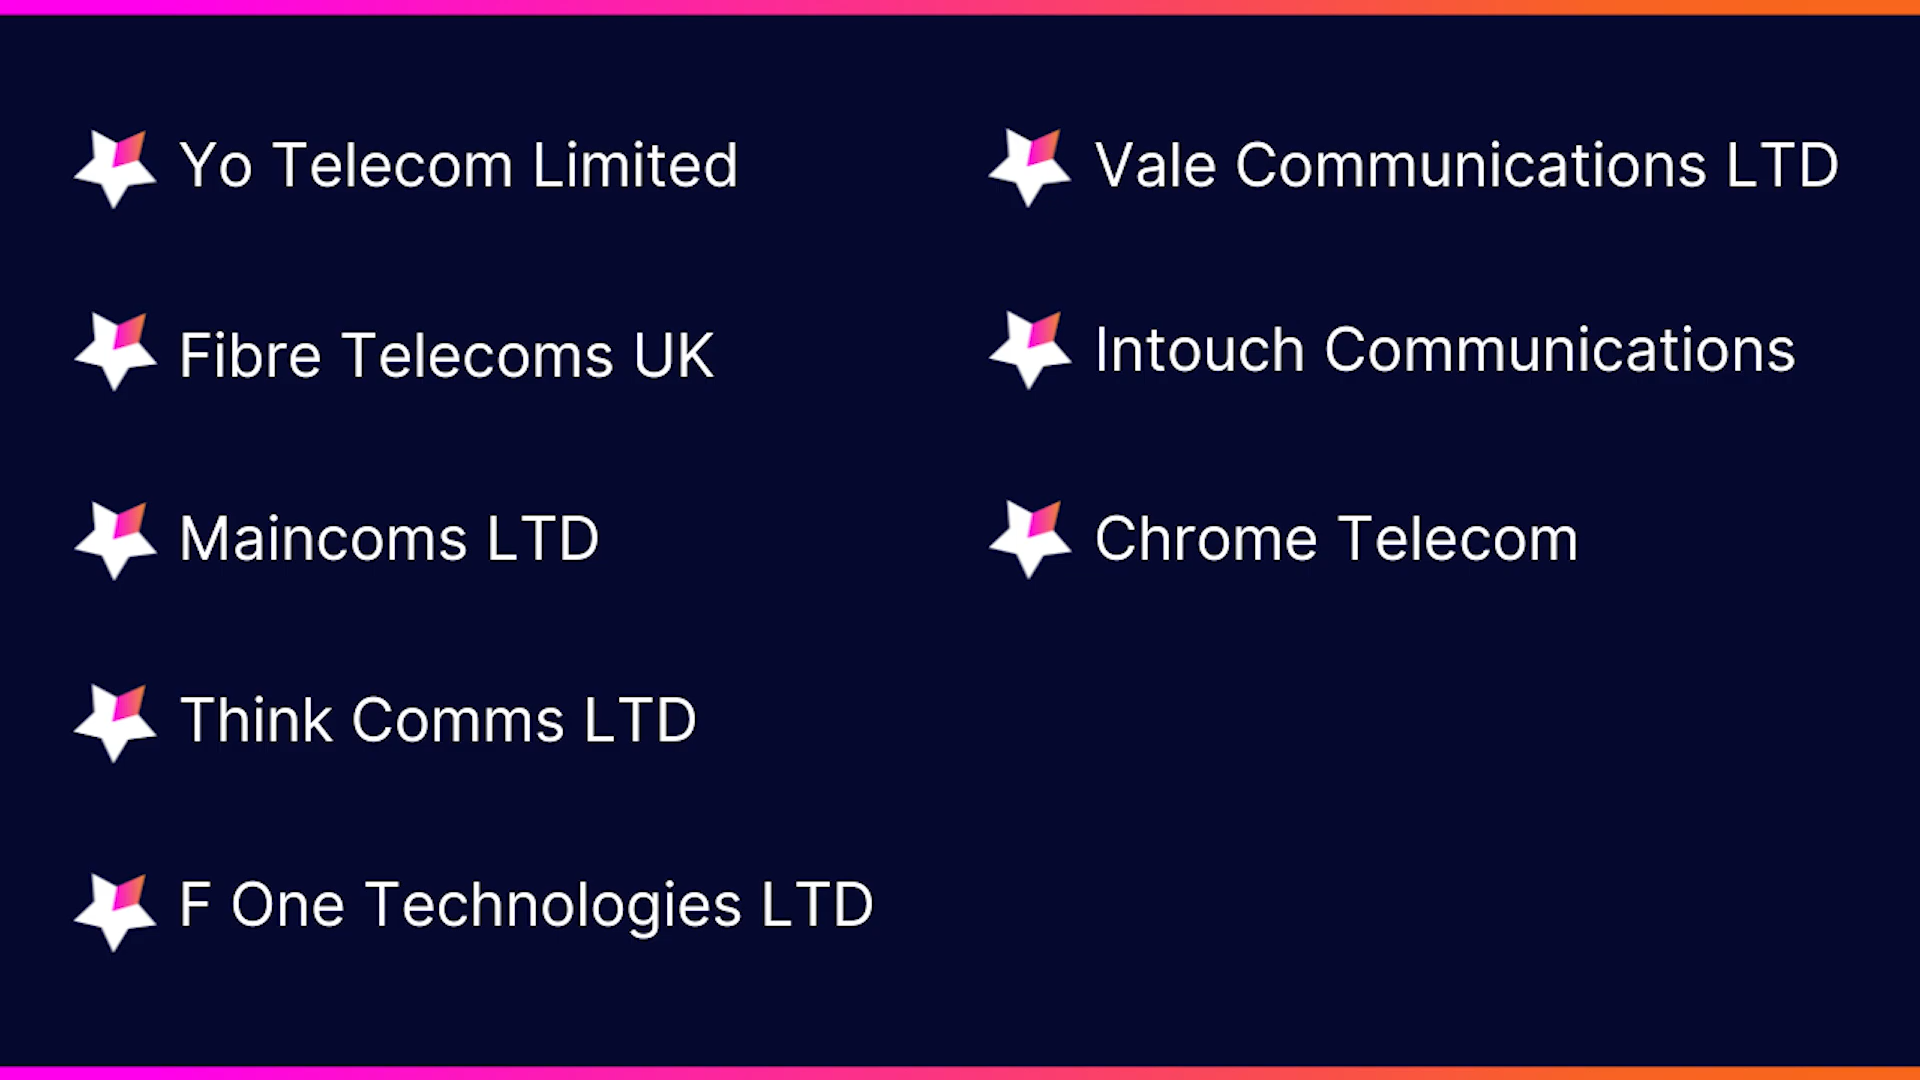 Yo Telecom Limited
Fibre Telecoms UK
Maincoms LTD
Think Comms LTD
F One Technologies LTD
Vale Communications LTD
Intouch Communications
Chrome Telecom